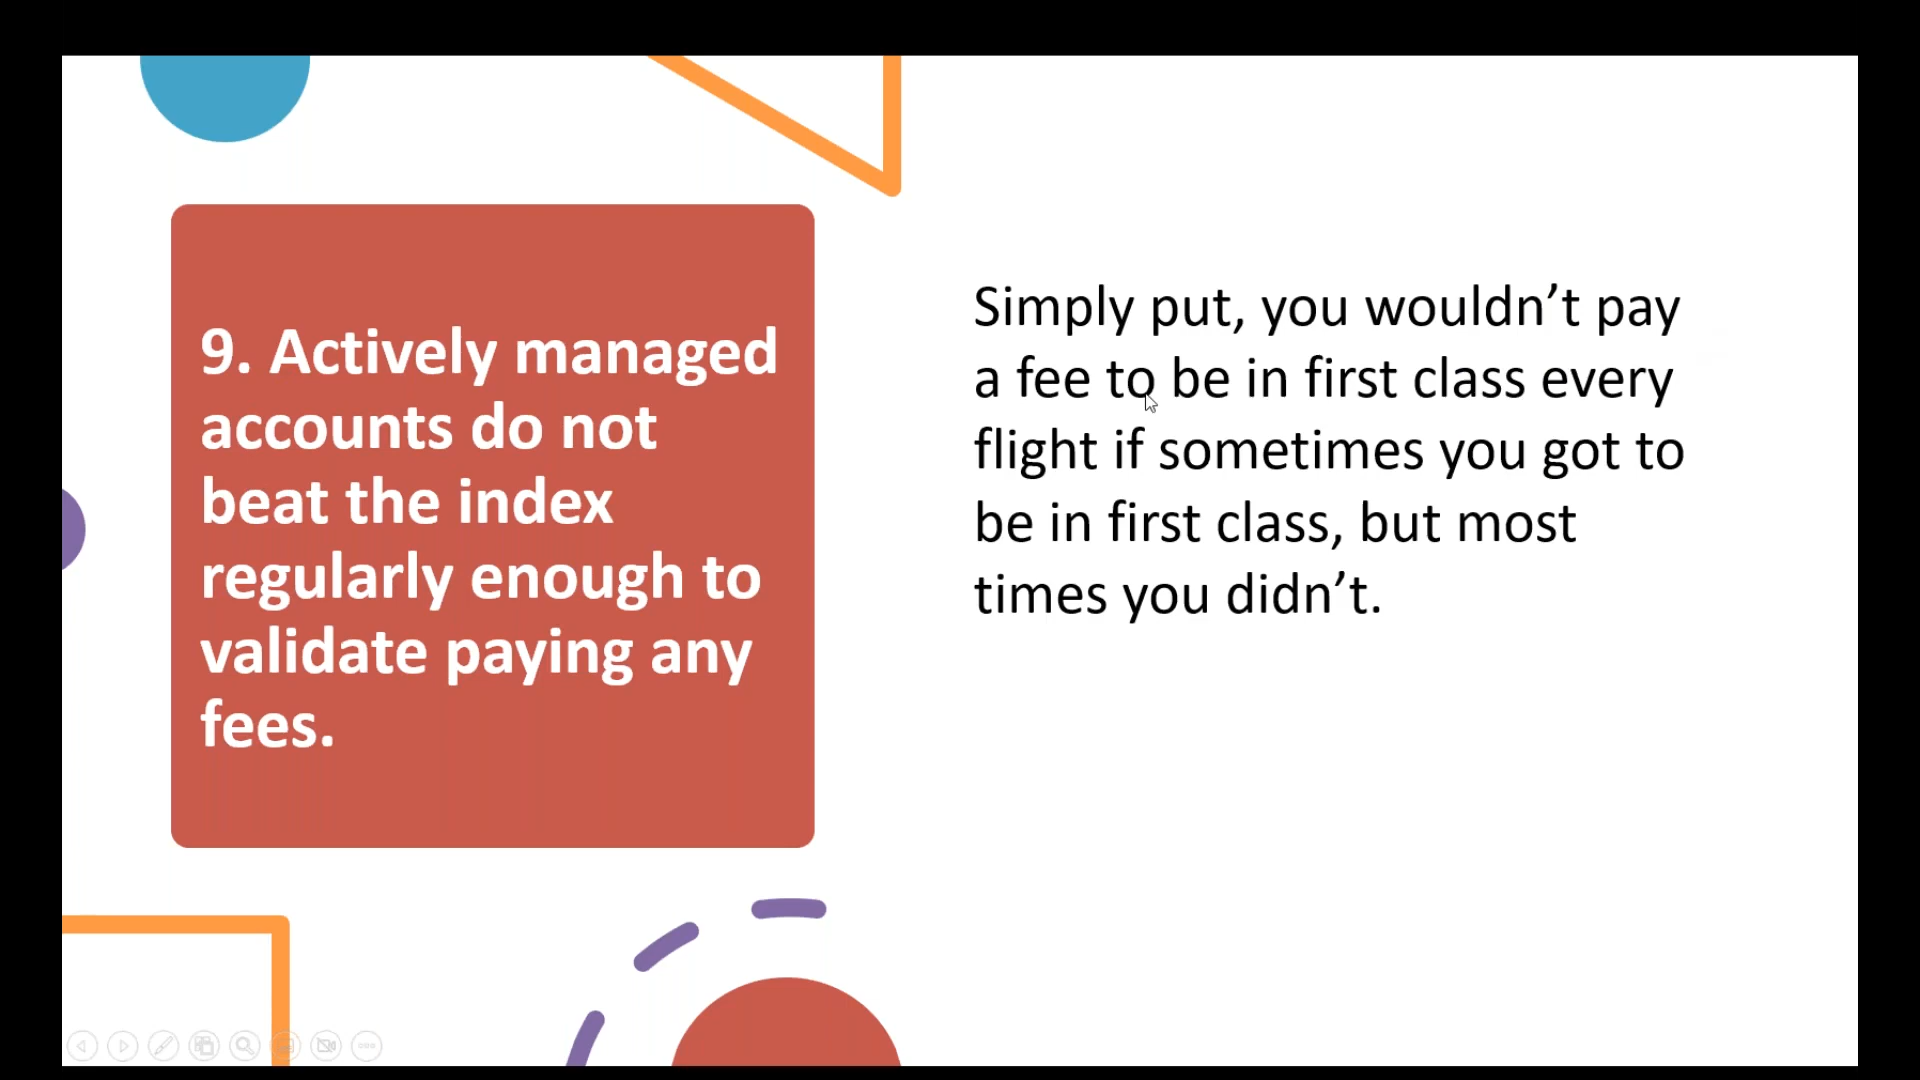 9. Actively managed
accounts do not
beat the index
regularly enough to
validate paying any
fees.
Simply put, you wouldn’t pay
a fee to be in first class every
flight if sometimes you got to
be in first class, but most
times you didn’t.